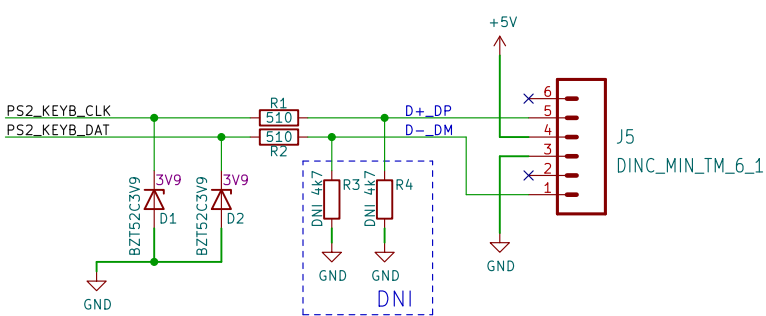 +5V
PS2_KEYB_CLK
R1
510
D+_DP
PS2_KEYB_DAT
510
R2
D-_DM
6
5
4
3
2
1
J5
DINC_MIN_TM_6_1
BZT52C3V9
3V9
D1
BZT52C3V9
3V9
D2
DNI 4k7
R3
DNI 4k7
R4
GND
GND
GND
GND
DNI